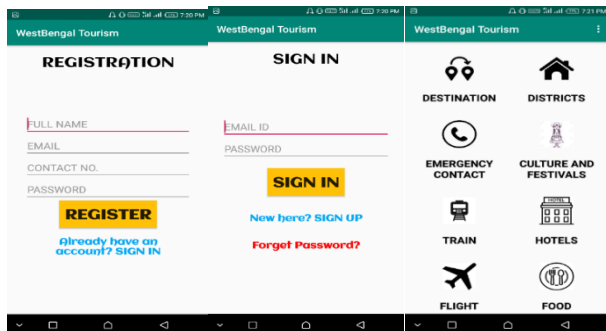 7:20 PM
WestBengal Tourism
REGISTRATION
FULL NAME
EMAIL
CONTACT NO.
PASSWORD
REGISTER
Already have an
account? SIGN IN
7:20 PM
WestBengal Tourism
SIGN IN
EMAIL ID
PASSWORD
SIGN IN
New here? SIGN UP
Forget Password?
7:21 PM
WestBengal Tourism
DESTINATION
DISTRICTS
EMERGENCY
CONTACT
CULTURE AND
FESTIVALS
TRAIN
HOTEL
HOTELS
FLIGHT
FOOD